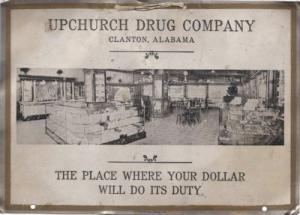 UPCHURCH DRUG COMPANY
CLANTON, ALABAMA
THE PLACE WHERE YOUR DOLLAR
WILL DO ITS DUTY